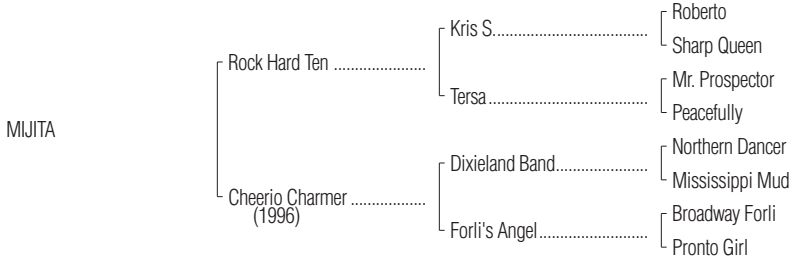 Roberto
Kris S.
Sharp Queen
Rock Hard Ten
Mr. Prospector
Tersa
Peacefully
MIJITA
Northern Dancer
Dixieland Band
Mississippi Mud
Cheerio Charmer
(1996)
Broadway Forli
Forli's Angel
Pronto Girl